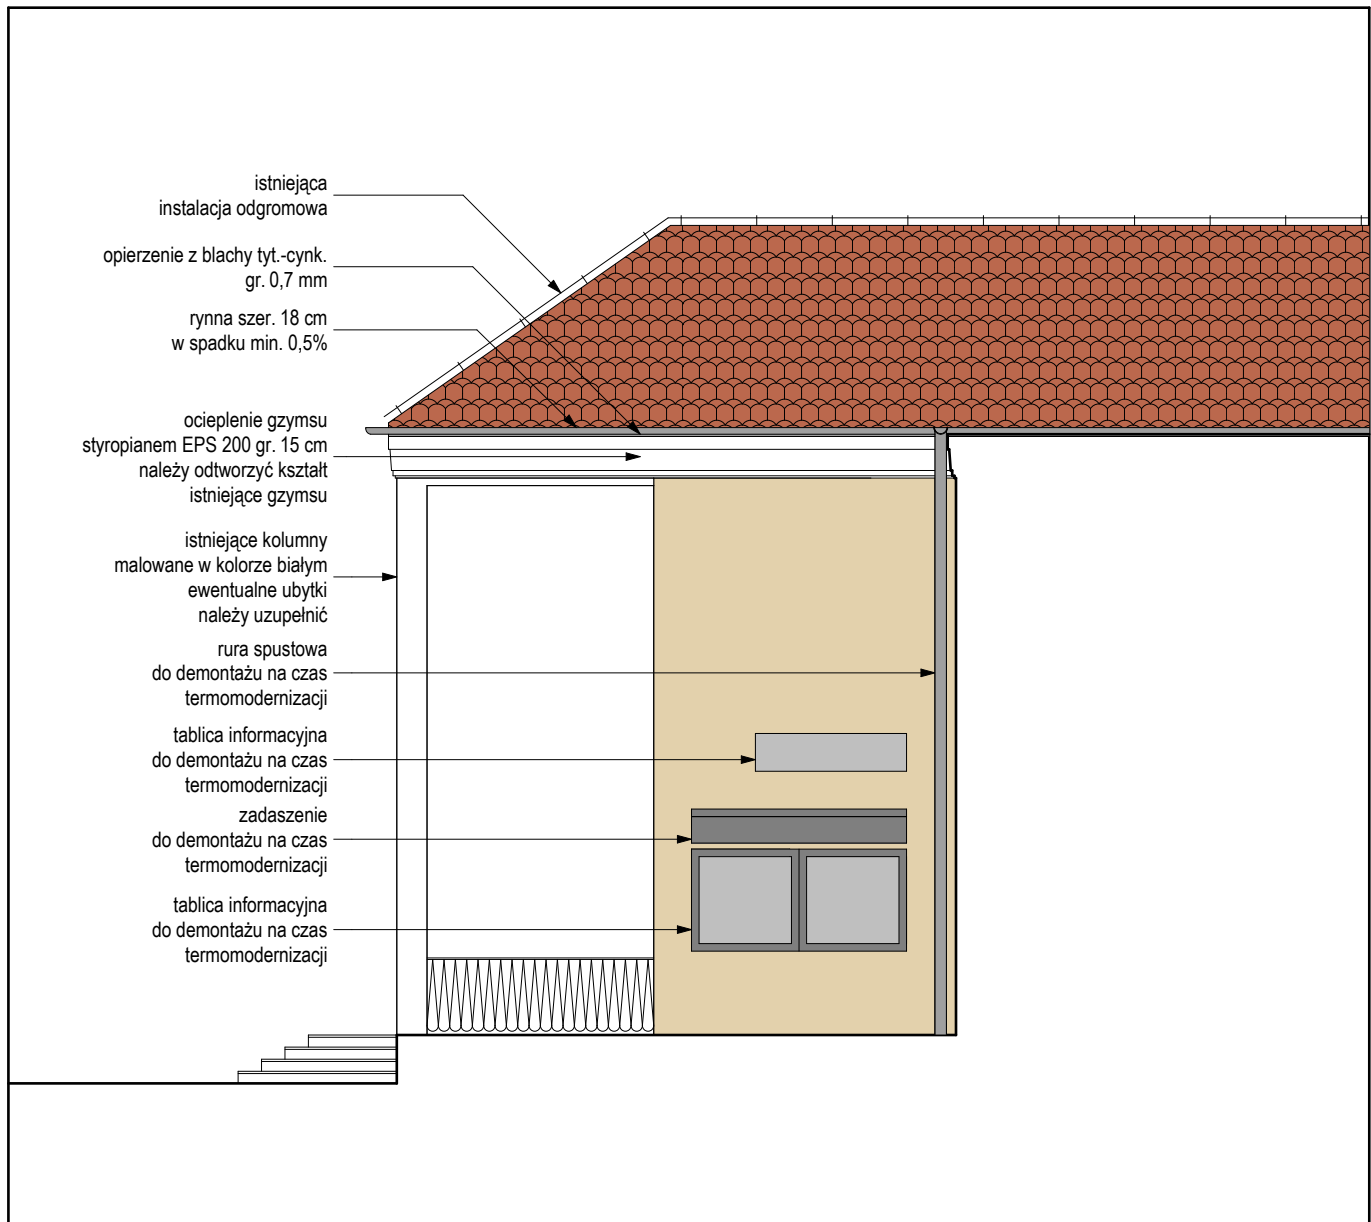 istniejąca
instalacja odgromowa
opierzenie z blachy tyt.-cynk.
gr. 0,7 mm
rynna szer. 18 cm
w spadku min. 0,5%
ocieplenie gzymsu
styropianem EPS 200 gr. 15 cm
należy odtworzyć kształt
istniejące gzymsu
istniejące kolumny
malowane w kolorze białym
ewentualne ubytki
należy uzupełnić
rura spustowa
do demontażu na czas
termomodernizacji
tablica informacyjna
do demontażu na czas
termomodernizacji
zadaszenie
do demontażu na czas
termomodernizacji
tablica informacyjna
do demontażu na czas
termomodernizacji